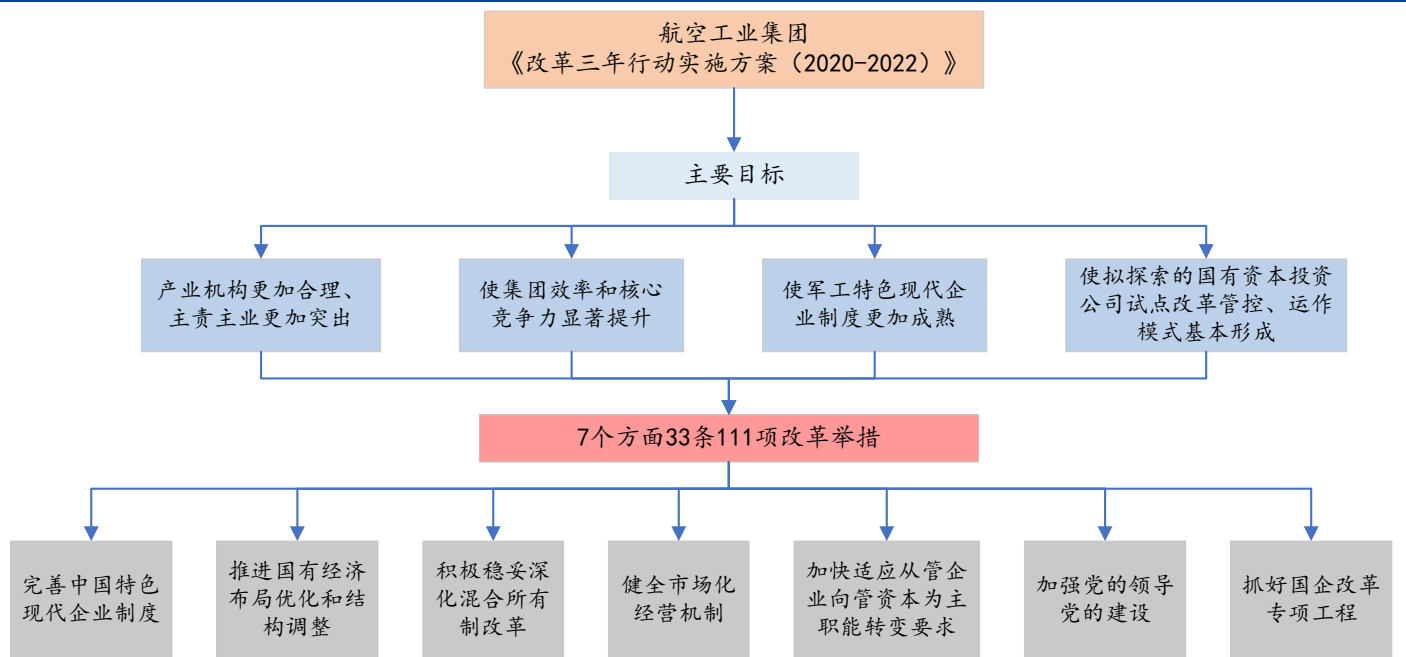 航空工业集团
《改革三年行动实施方案（2020-2022）》
主要目标
产业机构更加合理、
主责主业更加突出
使集团效率和核心
竞争力显著提升
使军工特色现代企
业制度更加成熟
使拟探索的国有资本投资
公司试点改革管控、运作
模式基本形成
7个方面33条111项改革举措
完善中国特色
现代企业制度
推进国有经济
布局优化和结
构调整
积极稳妥深
化混合所有
制改革
健全市场化
经营机制
加快适应从管企
业向管资本为主
职能转变要求
加强党的领导
党的建设
抓好国企改革
专项工程